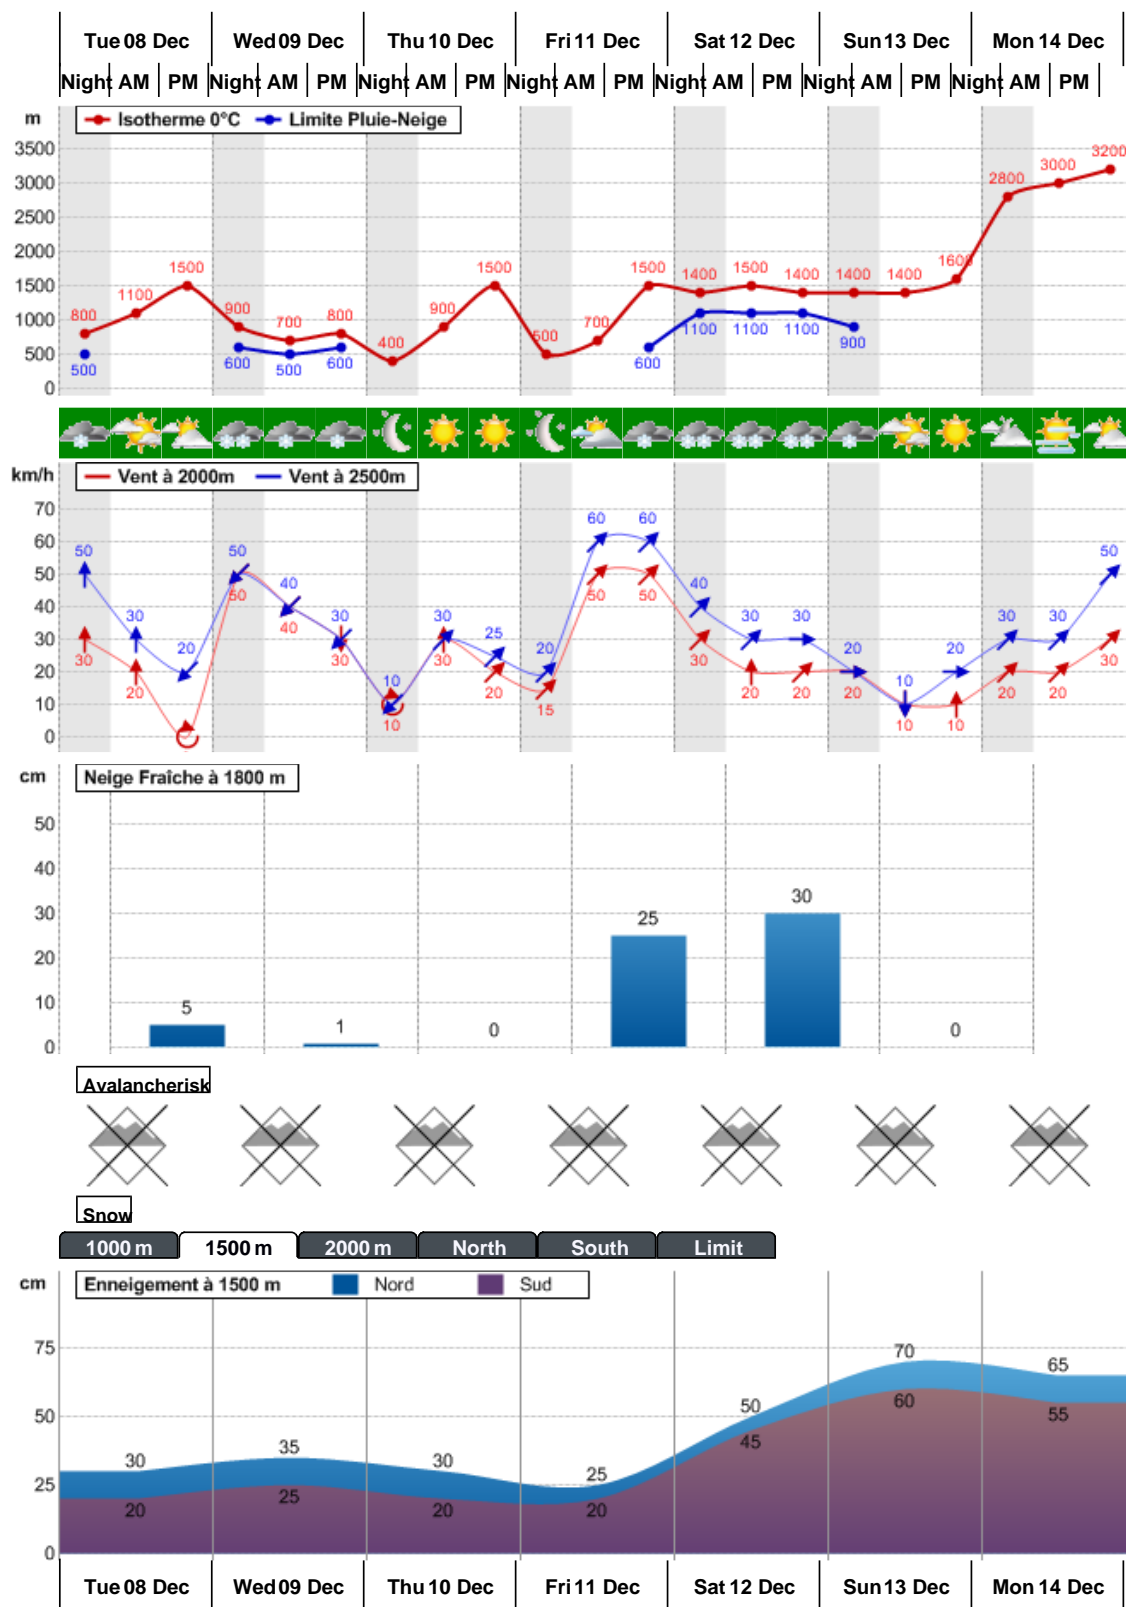 Tue 08 Dec Wed 09 Dec Thu 10 Dec Fri 11 Dec Sat 12 Dec Sun 13 Dec Mon 14 Dec
Night AM PM Night AM PM Night AM PM Night AM PM Night AM PM Night AM PM Night AM PM
m
Isotherme 0°C Limite Pluie-Neige
3500
3000
2500
2000
1500
1000
500
0
800 1100 1500 900 700 800 400 900 1500 500 700 1500 1400 1500 1400 1400 1400 1600 2800 3000 3200
500 600 500 600 600 1100 1100 1100 900
km/h
Vent à 2000m Vent à 2500m
70
60
50
40
30
20
10
0
50 30 20 50 40 30 10 30 25 20 60 60 40 30 30 20 10 20 30 30 50
30 20 50 40 30 10 30 20 15 50 50 30 20 20 20 10 10 20 20 30
cm
Neige Fraîche à 1800 m
50
40
30
20
10
0
5 1 0 25 30 0
Avalancherisk
Snow
1000 m 1500 m 2000 m North South Limit
cm
Enneigement à 1500 m Nord Sud
75
50
25
0
30 35 30 25 50 70 65
20 25 20 20 45 60 55
Tue 08 Dec Wed 09 Dec Thu 10 Dec Fri 11 Dec Sat 12 Dec Sun 13 Dec Mon 14 Dec